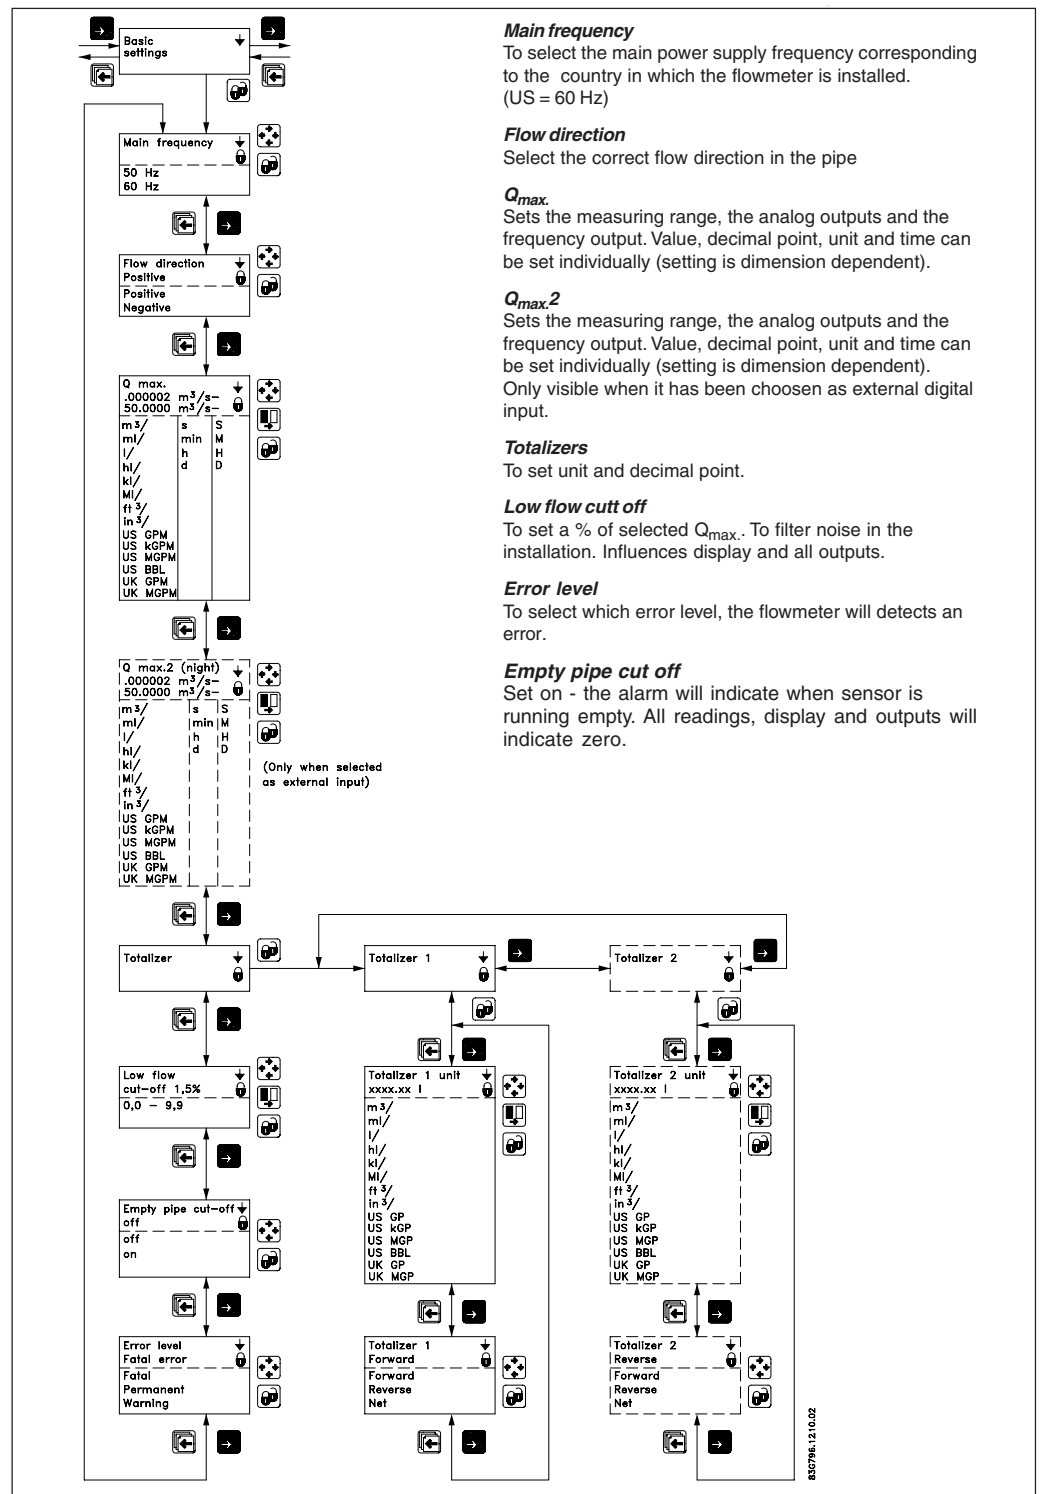 Basic
settings
Main frequency
50 Hz
60 Hz
Flow direction
Positive
Positive
Negative
Q max.
.000002 m³/s-
50.0000 m³/s-
m³/ s S
ml/ min M
l/ h H
hl/ d D
kl/
Ml/
ft³/
in³/
US GPM
US kGPM
US MGPM
US BBL
UK GPM
UK MGPM
Q max.2 (night)
.000002 m³/s-
50.0000 m³/s-
m³/ s S
ml/ min M
l/ h H
hl/ d D
kl/
Ml/
ft³/
in³/
US GPM
US kGPM
US MGPM
US BBL
UK GPM
UK MGPM
(Only when selected
as external input)
Totalizer
Low flow
cut-off 1,5%
0,0 - 9,9
Empty pipe cut-off
off
off
on
Error level
Fatal error
Fatal
Permanent
Warning
Totalizer 1
Totalizer 1 unit
xxxx.xx l
m³/
ml/
l/
hl/
kl/
Ml/
ft³/
in³/
US GP
US kGP
US MGP
US BBL
UK GP
UK MGP
Totalizer 1
Forward
Forward
Reverse
Net
Totalizer 2
Totalizer 2 unit
xxxx.xx l
m³/
ml/
l/
hl/
kl/
Ml/
ft³/
in³/
US GP
US kGP
US MGP
US BBL
UK GP
UK MGP
Totalizer 2
Reverse
Forward
Reverse
Net
Main frequency
To select the main power supply frequency corresponding
to the country in which the flowmeter is installed.
(US = 60 Hz)
Flow direction
Select the correct flow direction in the pipe
Qmax.
Sets the measuring range, the analog outputs and the
frequency output. Value, decimal point, unit and time can
be set individually (setting is dimension dependent).
Qmax.2
Sets the measuring range, the analog outputs and the
frequency output. Value, decimal point, unit and time can
be set individually (setting is dimension dependent).
Only visible when it has been choosen as external digital
input.
Totalizers
To set unit and decimal point.
Low flow cutt off
To set a % of selected Qmax.. To filter noise in the
installation. Influences display and all outputs.
Error level
To select which error level, the flowmeter will detects an
error.
Empty pipe cut off
Set on - the alarm will indicate when sensor is
running empty. All readings, display and outputs will
indicate zero.
83G796.1210.02